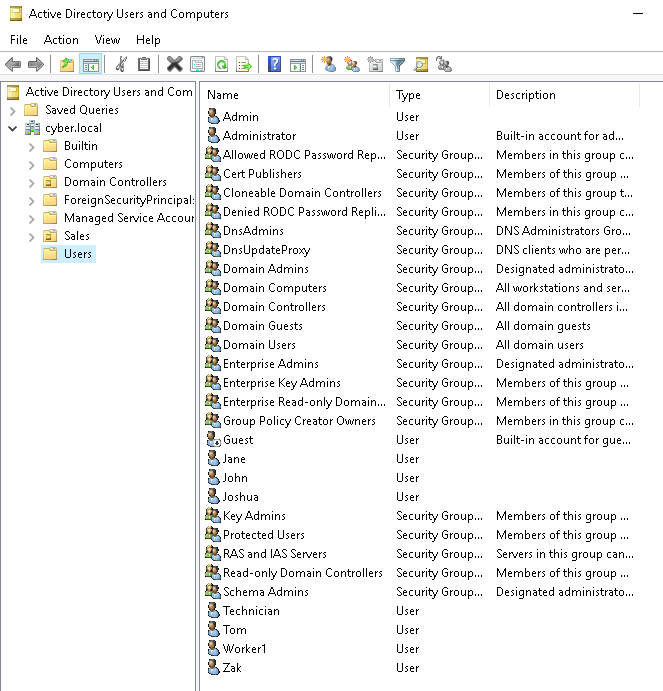 Active Directory Users and Computers
File Action View Help
Active Directory Users and Com
Saved Queries
cyber.local
Builtin
Computers
Domain Controllers
ForeignSecurityPrincipal:
Managed Service Accour
Sales
Users
Name Type Description
Admin User
Administrator User Built-in account for ad...
Allowed RODC Password Rep... Security Group... Members in this group c...
Cert Publishers Security Group... Members of this group ...
Cloneable Domain Controllers Security Group... Members of this group t...
Denied RODC Password Repli... Security Group... Members in this group c...
DnsAdmins Security Group... DNS Administrators Gro...
DnsUpdateProxy Security Group... DNS clients who are per...
Domain Admins Security Group... Designated administrato...
Domain Computers Security Group... All workstations and ser...
Domain Controllers Security Group... All domain controllers i...
Domain Guests Security Group... All domain guests
Domain Users Security Group... All domain users
Enterprise Admins Security Group... Designated administrato...
Enterprise Key Admins Security Group... Members of this group ...
Enterprise Read-only Domain... Security Group... Members of this group ...
Group Policy Creator Owners Security Group... Members in this group c...
Guest User Built-in account for gue...
Jane User
John User
Joshua User
Key Admins Security Group... Members of this group ...
Protected Users Security Group... Members of this group ...
RAS and IAS Servers Security Group... Servers in this group can...
Read-only Domain Controllers Security Group... Members of this group ...
Schema Admins Security Group... Designated administrato...
Technician User
Tom User
Worker1 User
Zak User